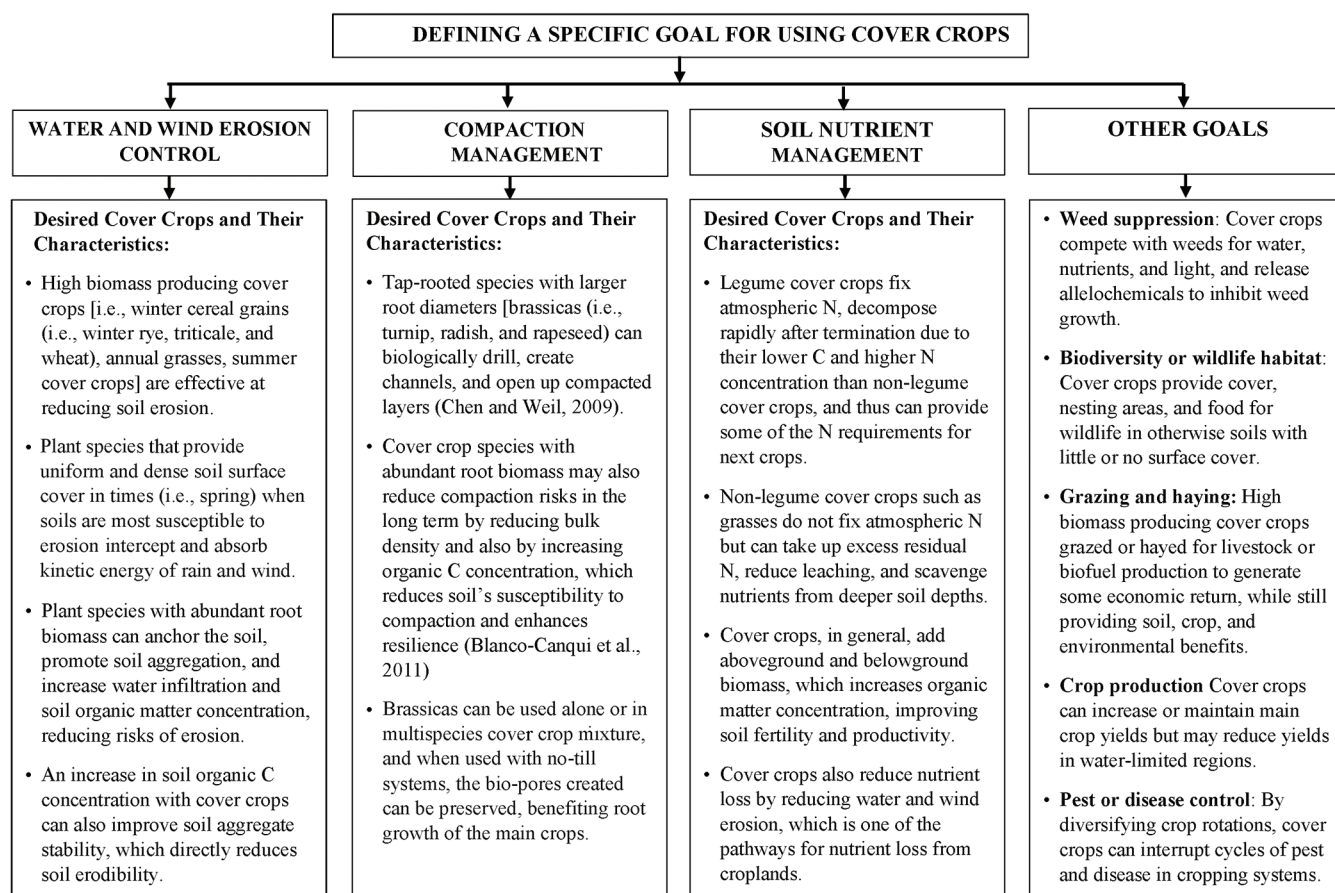 DEFINING A SPECIFIC GOAL FOR USING COVER CROPS
WATER AND WIND EROSION
CONTROL
Desired Cover Crops and Their
Characteristics:
• High biomass producing cover
crops [i.e., winter cereal grains
(i.e., winter rye, triticale, and
wheat), annual grasses, summer
cover crops] are effective at
reducing soil erosion.
• Plant species that provide
uniform and dense soil surface
cover in times (i.e., spring) when
soils are most susceptible to
erosion intercept and absorb
kinetic energy of rain and wind.
• Plant species with abundant root
biomass can anchor the soil,
promote soil aggregation, and
increase water infiltration and
soil organic matter concentration,
reducing risks of erosion.
• An increase in soil organic C
concentration with cover crops
can also improve soil aggregate
stability, which directly reduces
soil erodibility.
COMPACTION
MANAGEMENT
Desired Cover Crops and Their
Characteristics:
• Tap-rooted species with larger
root diameters [brassicas (i.e.,
turnip, radish, and rapeseed) can
biologically drill, create
channels, and open up compacted
layers (Chen and Weil, 2009).
• Cover crop species with
abundant root biomass may also
reduce compaction risks in the
long term by reducing bulk
density and also by increasing
organic C concentration, which
reduces soil's susceptibility to
compaction and enhances
resilience (Blanco-Canqui et al.,
2011)
• Brassicas can be used alone or in
multispecies cover crop mixture,
and when used with no-till
systems, the bio-pores created
can be preserved, benefiting root
growth of the main crops.
SOIL NUTRIENT
MANAGEMENT
Desired Cover Crops and Their
Characteristics:
• Legume cover crops fix
atmospheric N, decompose
rapidly after termination due to
their lower C and higher N
concentration than non-legume
cover crops, and thus can provide
some of the N requirements for
next crops.
• Non-legume cover crops such as
grasses do not fix atmospheric N
but can take up excess residual
N, reduce leaching, and scavenge
nutrients from deeper soil depths.
• Cover crops, in general, add
aboveground and belowground
biomass, which increases organic
matter concentration, improving
soil fertility and productivity.
• Cover crops also reduce nutrient
loss by reducing water and wind
erosion, which is one of the
pathways for nutrient loss from
croplands.
OTHER GOALS
• Weed suppression: Cover crops
compete with weeds for water,
nutrients, and light, and release
allelochemicals to inhibit weed
growth.
• Biodiversity or wildlife habitat:
Cover crops provide cover,
nesting areas, and food for
wildlife in otherwise soils with
little or no surface cover.
• Grazing and haying: High
biomass producing cover crops
grazed or hayed for livestock or
biofuel production to generate
some economic return, while still
providing soil, crop, and
environmental benefits.
• Crop production Cover crops
can increase or maintain main
crop yields but may reduce yields
in water-limited regions.
• Pest or disease control: By
diversifying crop rotations, cover
crops can interrupt cycles of pest
and disease in cropping systems.